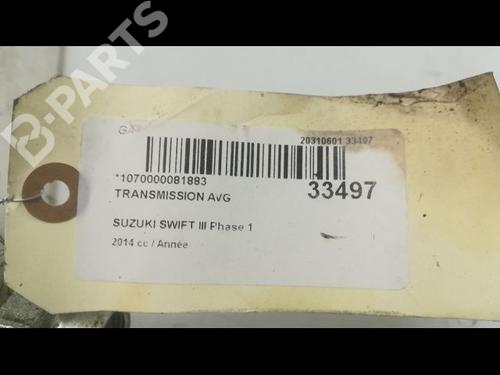 B-PARTS
20310601 33497
*1070000081883
TRANSMISSION AVG
33497
SUZUKI SWIFT III Phase 1
2014 cc / Année